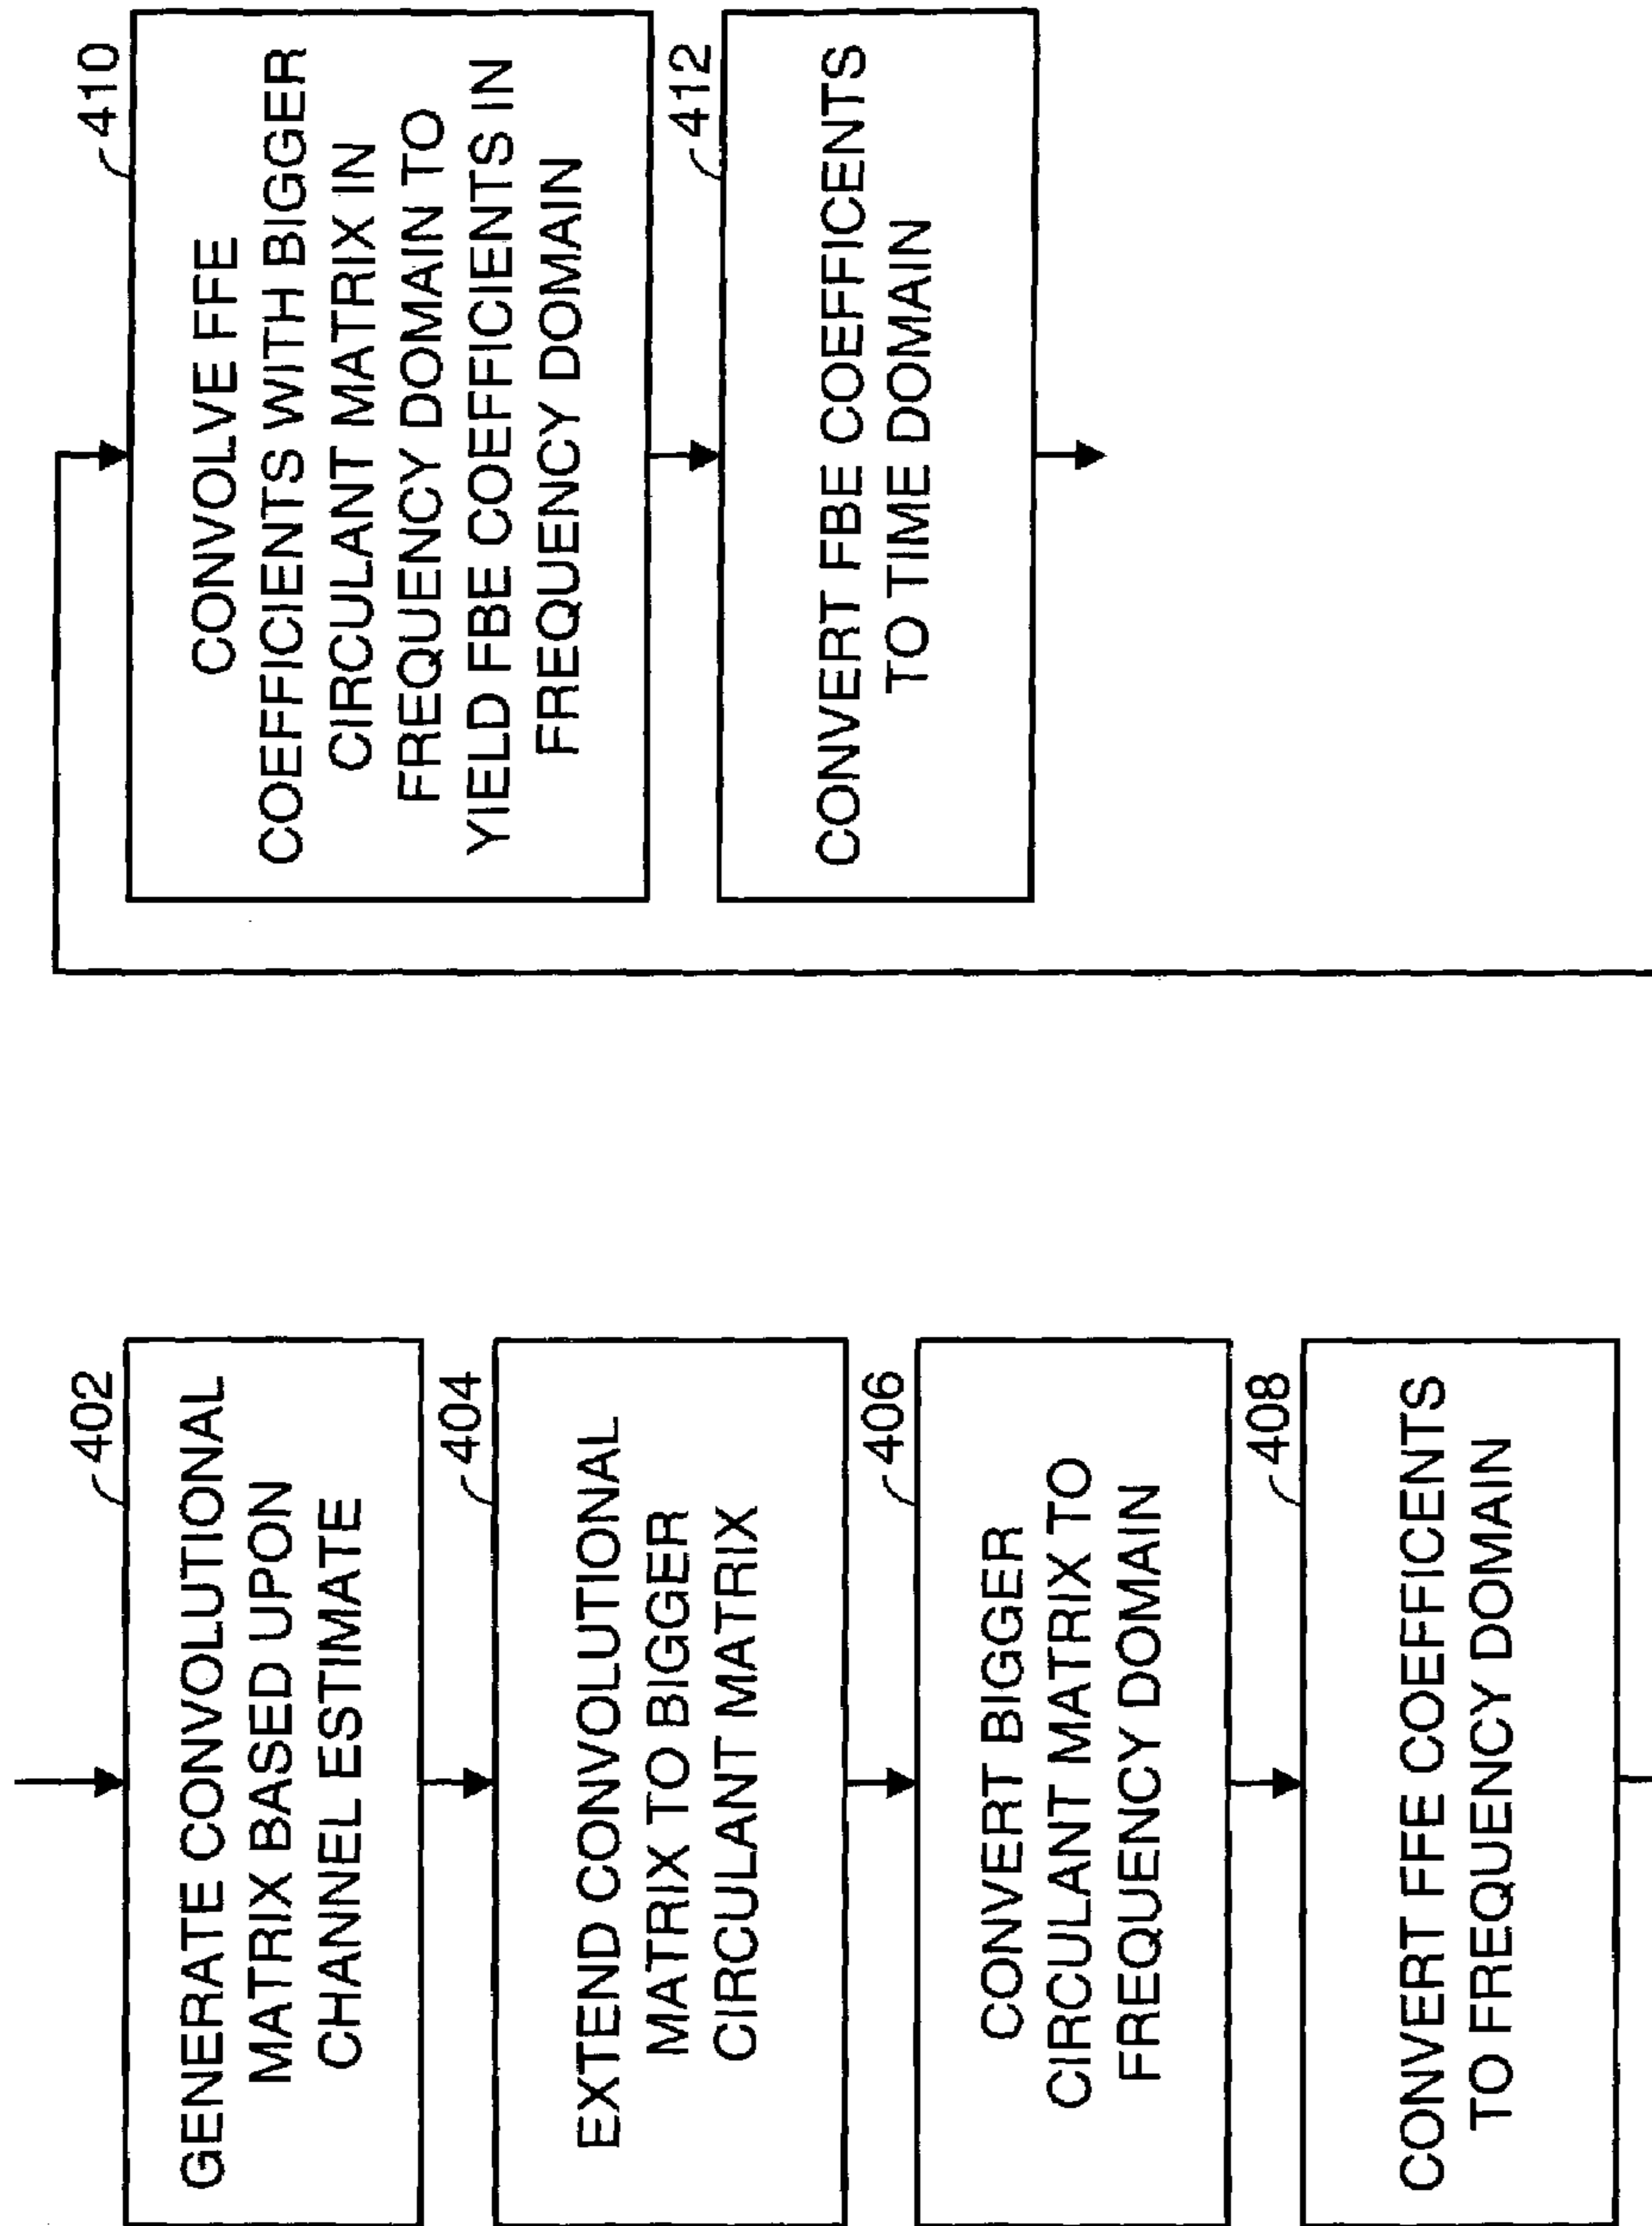 402
GENERATE CONVOLUTIONAL
MATRIX BASED UPON
CHANNEL ESTIMATE
404
EXTEND CONVOLUTIONAL
MATRIX TO BIGGER
CIRCULANT MATRIX
406
CONVERT BIGGER
CIRCULANT MATRIX TO
FREQUENCY DOMAIN
408
CONVERT FFE COEFFICENTS
TO FREQUENCY DOMAIN
410
CONVOLVE FFE
COEFFICIENTS WITH BIGGER
CIRCULANT MATRIX IN
FREQUENCY DOMAIN TO
YIELD FBE COEFFICIENTS IN
FREQUENCY DOMAIN
412
CONVERT FBE COEFFICENTS
TO TIME DOMAIN